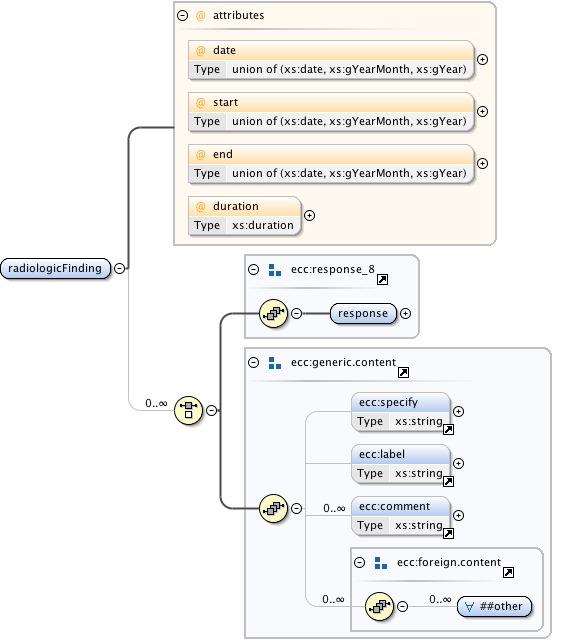 @ attributes
@ date
Type union of (xs:date, xs:gYearMonth, xs:gYear)
@ start
Type union of (xs:date, xs:gYearMonth, xs:gYear)
@ end
Type union of (xs:date, xs:gYearMonth, xs:gYear)
@ duration
Type xs:duration
radiologicFinding
ecc:response_8
response
ecc:generic.content
0..∞
ecc:specify
Type xs:string
ecc:label
Type xs:string
0..∞ ecc:comment
Type xs:string
ecc:foreign.content
0..∞ 0..∞ ∀ ##other